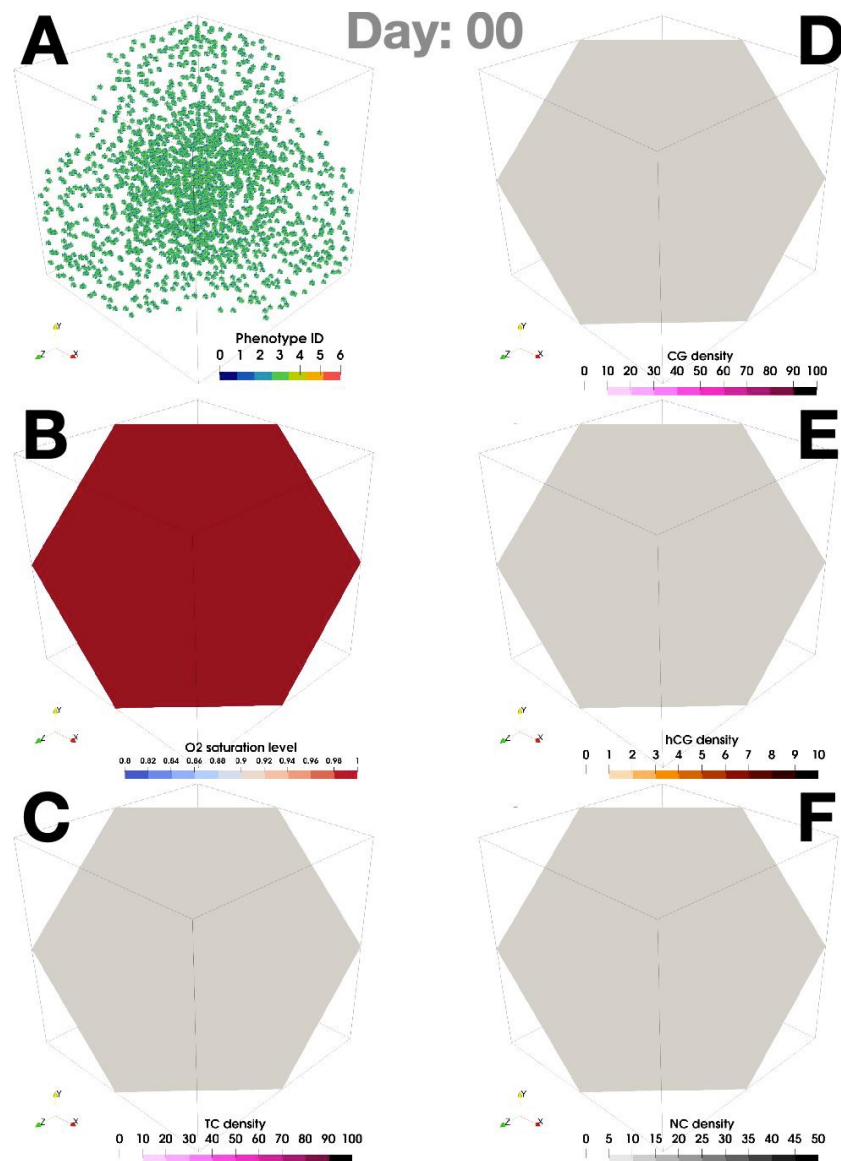 A
Day: 00
D
Y
Z X
Phenotype ID
0 1 2 3 4 5 6
Y
Z X
CG density
0 10 20 30 40 50 60 70 80 90 100
B
E
Y
Z X
O2 saturation level
0.8 0.82 0.84 0.86 0.88 0.9 0.92 0.94 0.96 0.98 1
Y
Z X
hCG density
0 1 2 3 4 5 6 7 8 9 10
C
F
Y
Z X
TC density
0 10 20 30 40 50 60 70 80 90 100
Y
Z X
NC density
0 5 10 15 20 25 30 35 40 45 50